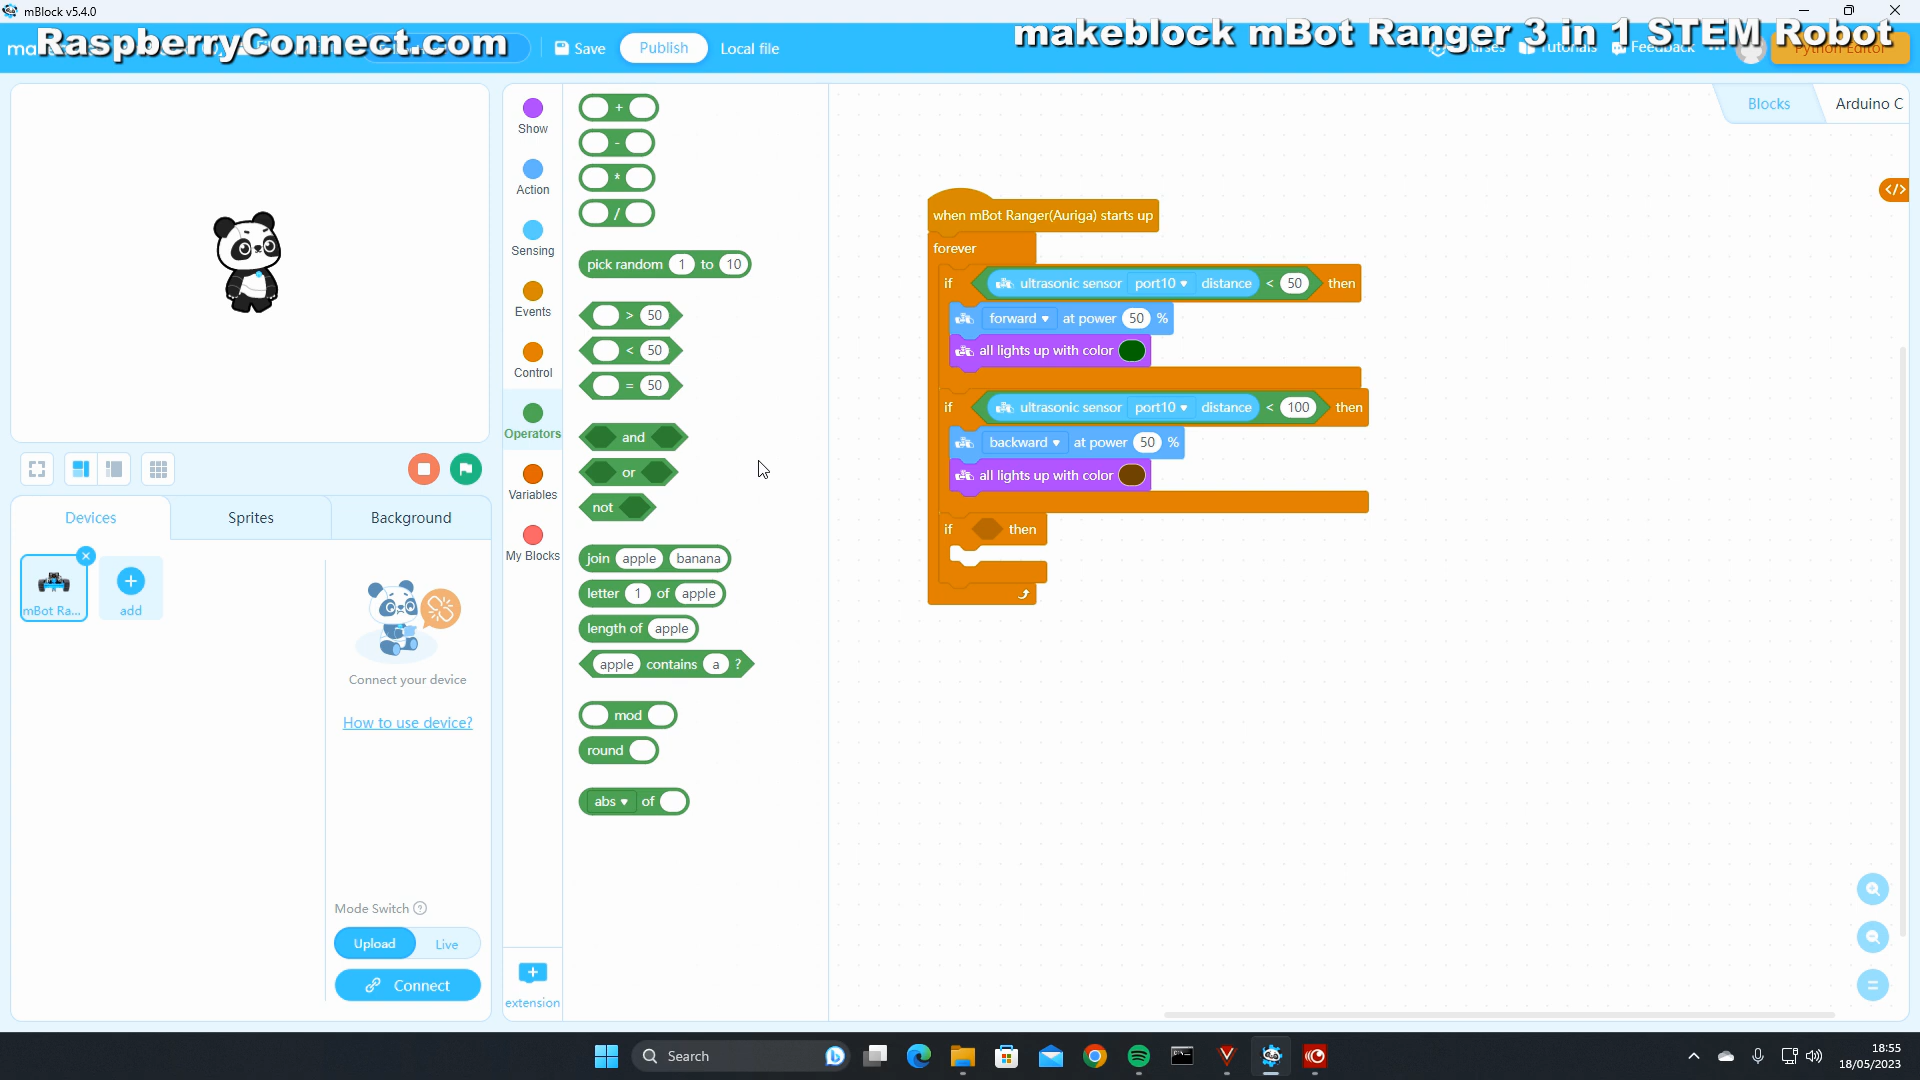 mBlock v5.4.0
RaspberryConnect.com
makeblock mBot Ranger 3 in 1 STEM Robot
Save
Publish
Local file
Tutorials
Feedback
Python Editor
Show
Action
Sensing
Events
Control
Operators
Variables
My Blocks
extension
+
-
*
/
pick random 1 to 10
> 50
< 50
= 50
and
or
not
join apple banana
letter 1 of apple
length of apple
apple contains a ?
mod
round
abs of
Blocks
Arduino C
</>
when mBot Ranger(Auriga) starts up
forever
if ultrasonic sensor port10 distance < 50 then
forward at power 50 %
all lights up with color
if ultrasonic sensor port10 distance < 100 then
backward at power 50 %
all lights up with color
if then
Devices
Sprites
Background
mBot Ra...
add
Connect your device
How to use device?
Mode Switch ?
Upload
Live
Connect
Search
18:55
18/05/2023